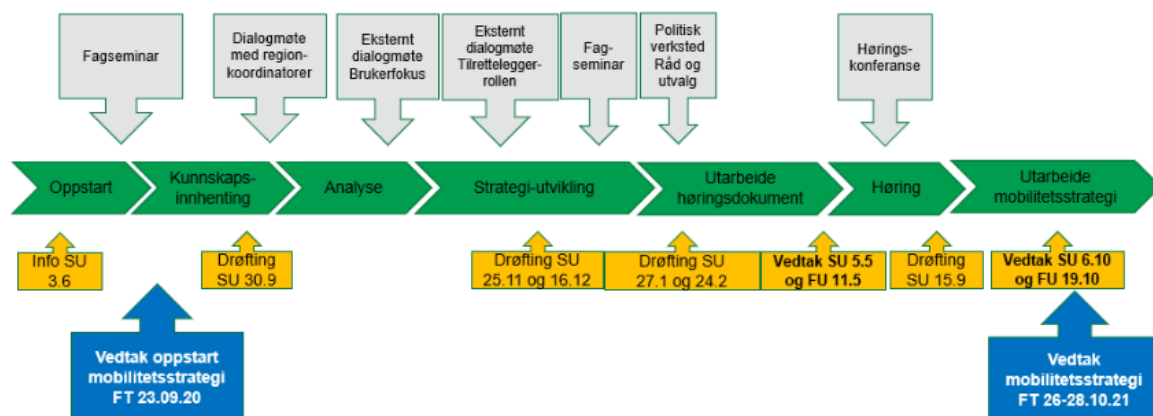 Fagseminar
Dialogmøte
med region-
koordinatorer
Eksternt
dialogmøte
Brukerfokus
Eksternt
dialogmøte
Tilrettelegger-
rollen
Fag-
seminar
Politisk
verksted
Råd og
utvalg
Hørings-
konferanse
Oppstart
Kunnskaps-
innhenting
Analyse
Strategi-utvikling
Utarbeide
høringsdokument
Høring
Utarbeide
mobilitetsstrategi
Info SU
3.6
Drøfting
SU 30.9
Drøfting SU
25.11 og 16.12
Drøfting SU
27.1 og 24.2
Vedtak SU 5.5
og FU 11.5
Drøfting
SU 15.9
Vedtak SU 6.10
og FU 19.10
Vedtak oppstart
mobilitetsstrategi
FT 23.09.20
Vedtak
mobilitetsstrategi
FT 26-28.10.21